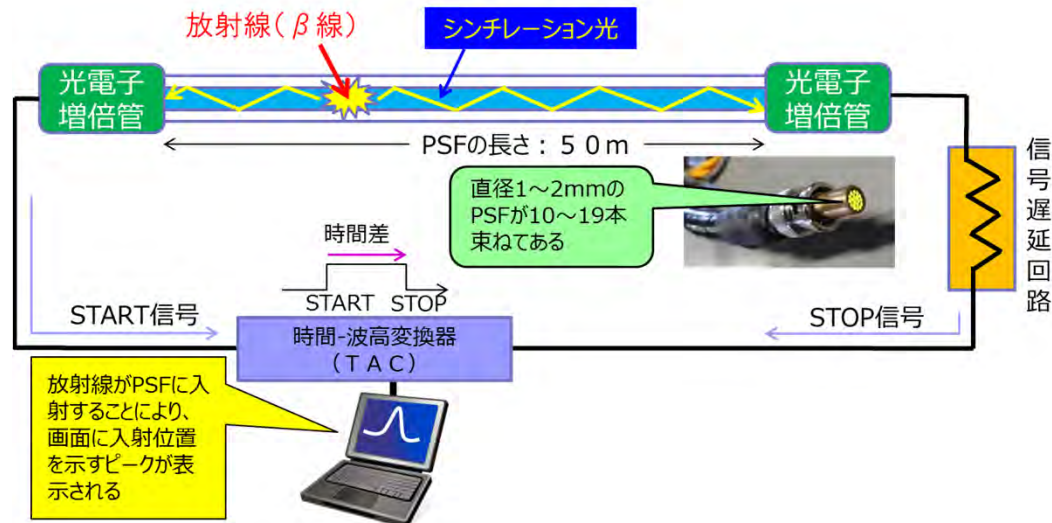 放射線(β線)
シンチレーション光
光電子
増倍管
光電子
増倍管
PSFの長さ：５０ｍ
信号遅延回路
直径1～2mmの
PSFが10～19本
束ねてある
時間差
START
STOP
START信号
STOP信号
時間-波高変換器
（ＴＡＣ）
放射線がPSFに入
射することにより、
画面に入射位置
を示すピークが表
示される